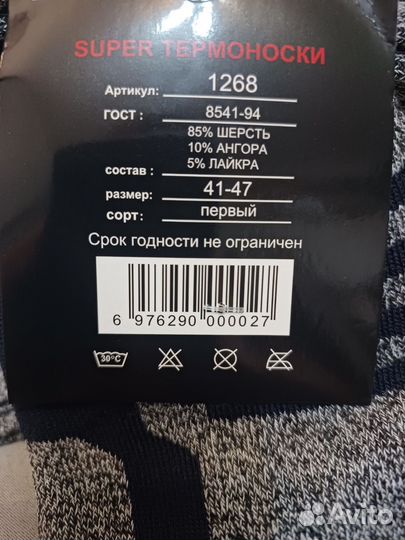 SUPER ТЕРМОНОСКИ
Артикул: 1268
ГОСТ : 8541-94
85% ШЕРСТЬ
10% АНГОРА
состав : 5% ЛАЙКРА
размер: 41-47
сорт: первый
Срок годности не ограничен
6 976290 000027
30°C
Avito